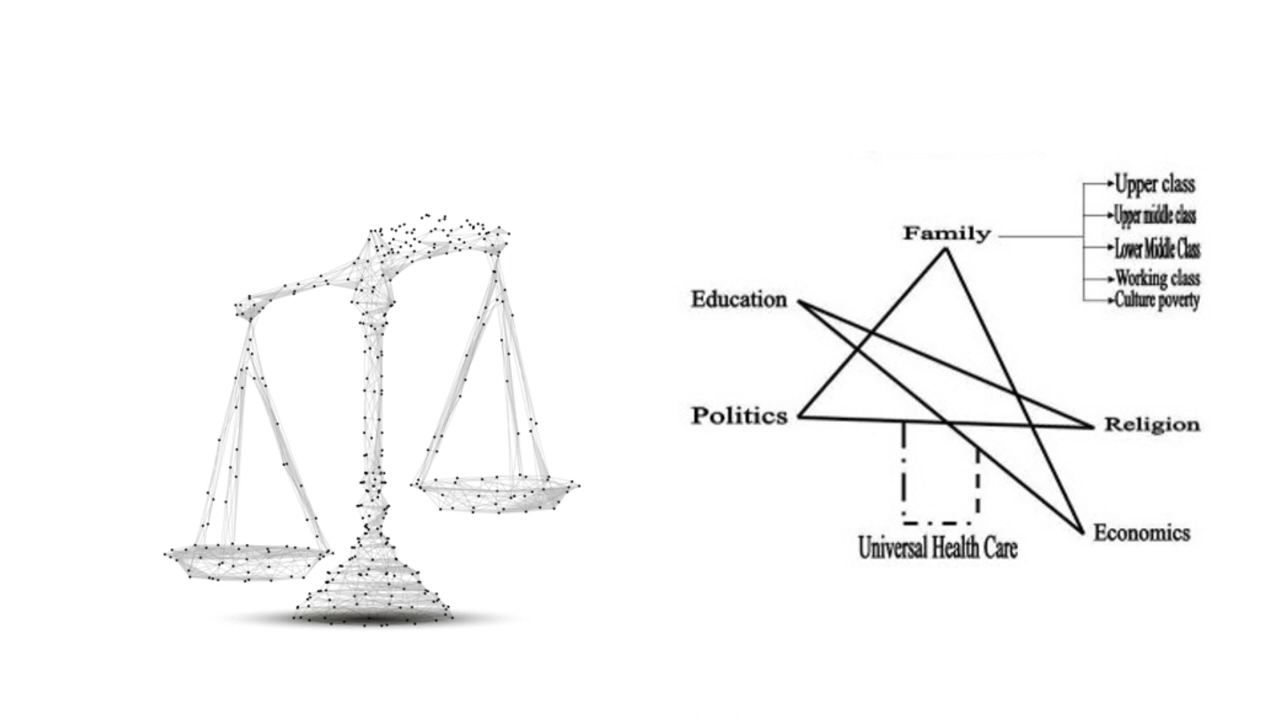 Upper class
Upper middle class
Family
Lower Middle Class
Working class
Education
Culture poverty
Politics
Religion
Economics
Universal Health Care